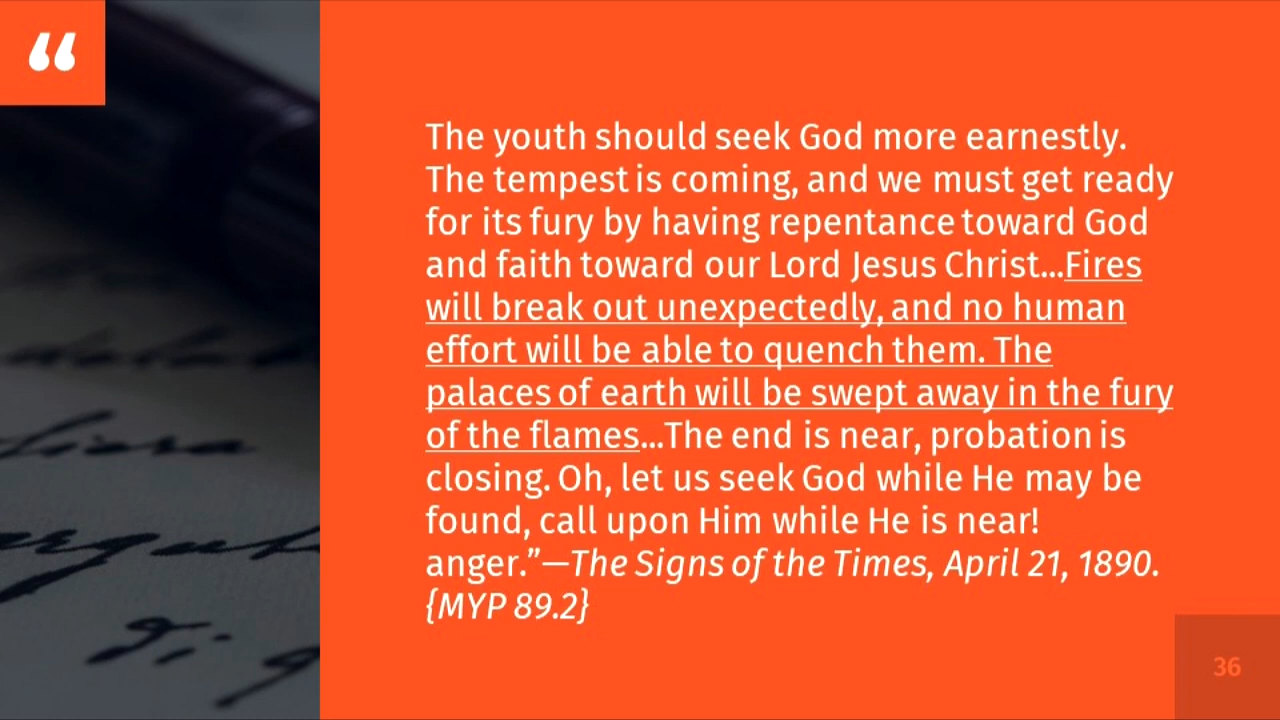 “
The youth should seek God more earnestly.
The tempest is coming, and we must get ready
for its fury by having repentance toward God
and faith toward our Lord Jesus Christ...Fires
will break out unexpectedly, and no human
effort will be able to quench them. The
palaces of earth will be swept away in the fury
of the flames...The end is near, probation is
closing. Oh, let us seek God while He may be
found, call upon Him while He is near!
anger.”—The Signs of the Times, April 21, 1890.
{MYP 89.2}
36